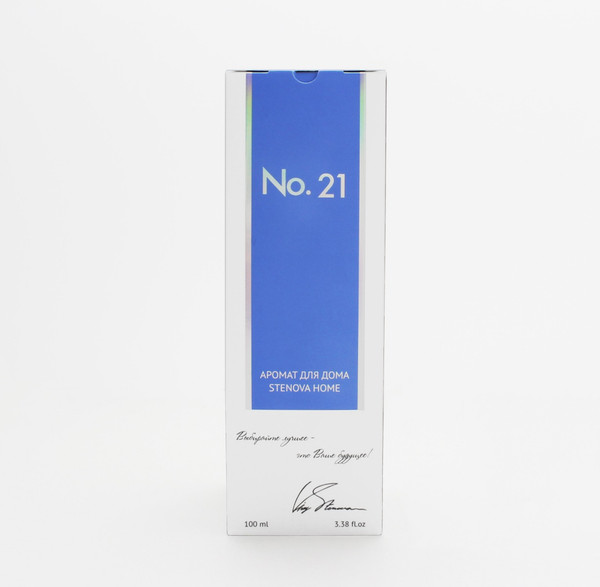 No. 21
АРОМАТ ДЛЯ ДОМА
STENOVA HOME
Выбирайте лучшее -
это Ваше будущее!
100 ml 3.38 fl.oz